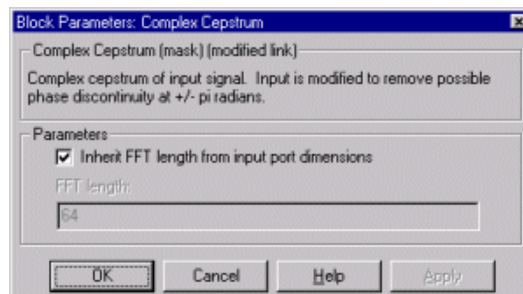 Block Parameters: Complex Cepstrum
Complex Cepstrum (mask) (modified link)
Complex cepstrum of input signal. Input is modified to remove possible
phase discontinuity at +/- pi radians.
Parameters
Inherit FFT length from input port dimensions
FFT length:
64
OK Cancel Help Apply